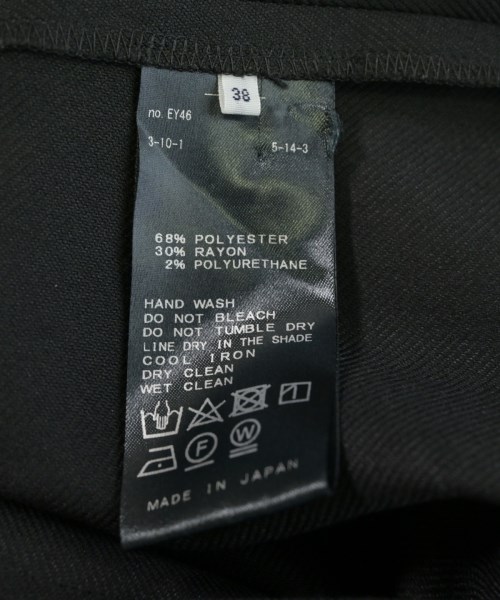 38
no. EY46
3-10-1 5-14-3
68% POLYESTER
30% RAYON
2% POLYURETHANE
HAND WASH
DO NOT BLEACH
DO NOT TUMBLE DRY
LINE DRY IN THE SHADE
COOL IRON
DRY CLEAN
WET CLEAN
F W
MADE IN JAPAN